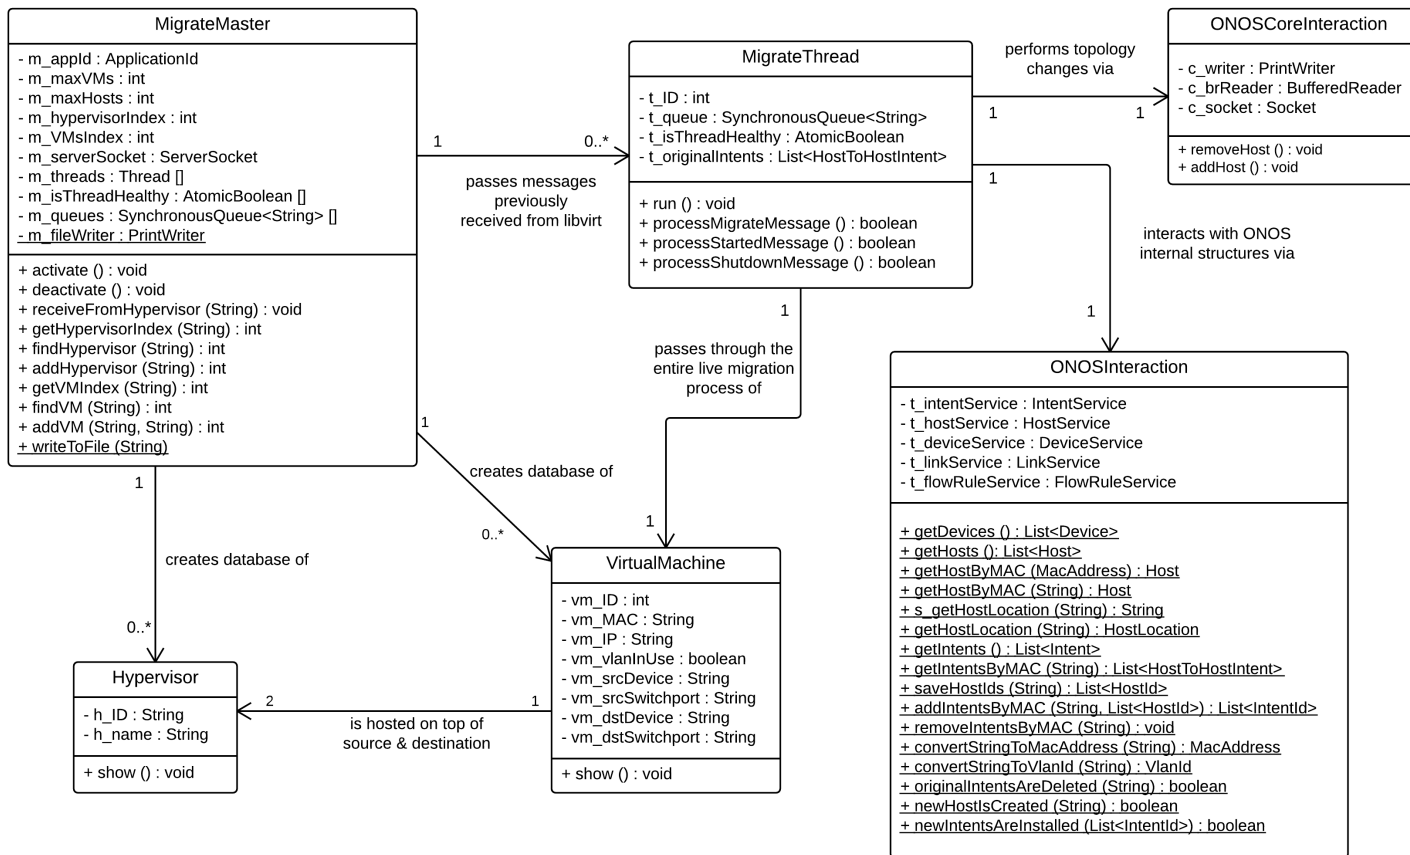 MigrateMaster
- m_appId : ApplicationId
- m_maxVMs : int
- m_maxHosts : int
- m_hypervisorIndex : int
- m_VMsIndex : int
- m_serverSocket : ServerSocket
- m_threads : Thread []
- m_isThreadHealthy : AtomicBoolean []
- m_queues : SynchronousQueue<String> []
- m_fileWriter : PrintWriter
+ activate () : void
+ deactivate () : void
+ receiveFromHypervisor (String) : void
+ getHypervisorIndex (String) : int
+ findHypervisor (String) : int
+ addHypervisor (String) : int
+ getVMIndex (String) : int
+ findVM (String) : int
+ addVM (String, String) : int
+ writeToFile (String)
1
0..*
passes messages
previously
received from libvirt
MigrateThread
- t_ID : int
- t_queue : SynchronousQueue<String>
- t_isThreadHealthy : AtomicBoolean
- t_originalIntents : List<HostToHostIntent>
+ run () : void
+ processMigrateMessage () : boolean
+ processStartedMessage () : boolean
+ processShutdownMessage () : boolean
performs topology
changes via
1
1
ONOSCoreInteraction
- c_writer : PrintWriter
- c_brReader : BufferedReader
- c_socket : Socket
+ removeHost () : void
+ addHost () : void
1
interacts with ONOS
internal structures via
1
1
passes through the
entire live migration
process of
1
1
creates database of
0..*
1
creates database of
0..*
Hypervisor
- h_ID : String
- h_name : String
+ show () : void
2
1
is hosted on top of
source & destination
VirtualMachine
- vm_ID : int
- vm_MAC : String
- vm_IP : String
- vm_vlanInUse : boolean
- vm_srcDevice : String
- vm_srcSwitchport : String
- vm_dstDevice : String
- vm_dstSwitchport : String
+ show () : void
ONOSInteraction
- t_intentService : IntentService
- t_hostService : HostService
- t_deviceService : DeviceService
- t_linkService : LinkService
- t_flowRuleService : FlowRuleService
+ getDevices () : List<Device>
+ getHosts (): List<Host>
+ getHostByMAC (MacAddress) : Host
+ getHostByMAC (String) : Host
+ s_getHostLocation (String) : String
+ getHostLocation (String) : HostLocation
+ getIntents () : List<Intent>
+ getIntentsByMAC (String) : List<HostToHostIntent>
+ saveHostIds (String) : List<HostId>
+ addIntentsByMAC (String, List<HostId>) : List<IntentId>
+ removeIntentsByMAC (String) : void
+ convertStringToMacAddress (String) : MacAddress
+ convertStringToVlanId (String) : VlanId
+ originalIntentsAreDeleted (String) : boolean
+ newHostIsCreated (String) : boolean
+ newIntentsAreInstalled (List<IntentId>) : boolean